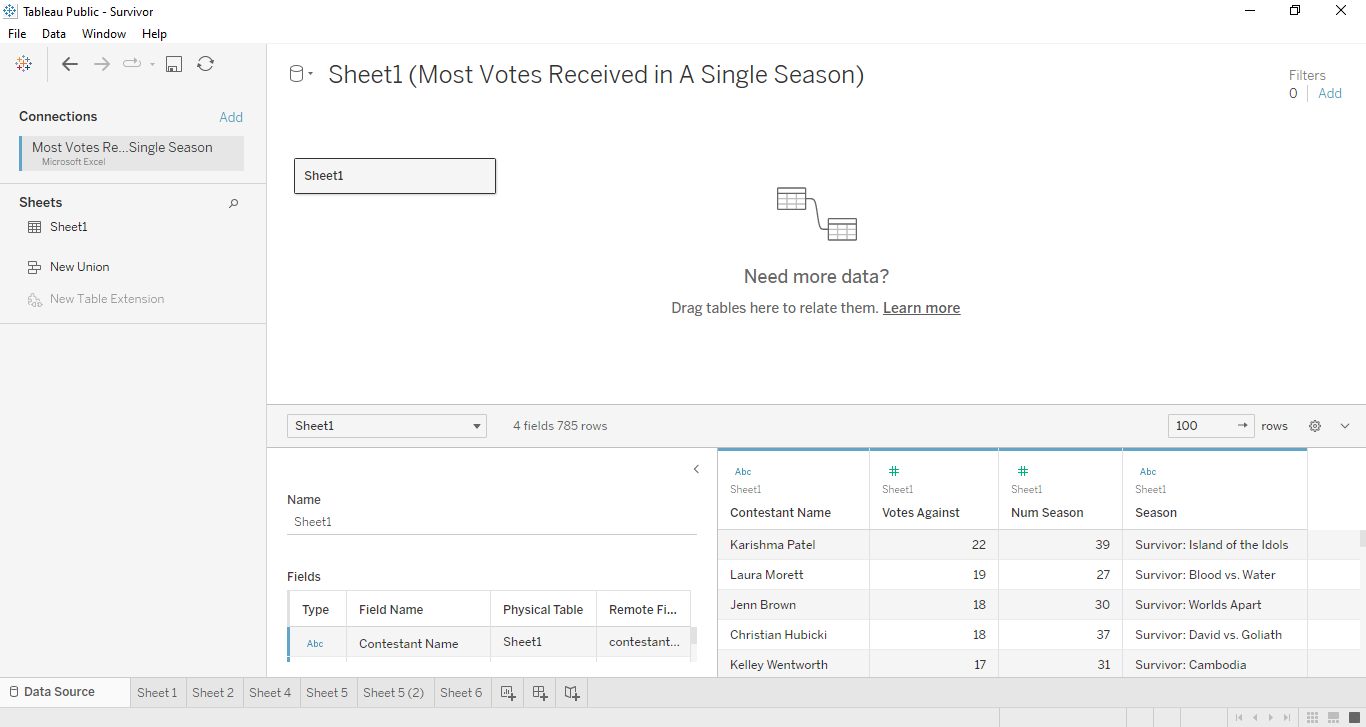 Tableau Public - Survivor
File Data Window Help
Sheet1 (Most Votes Received in A Single Season)
Filters
0 Add
Connections Add
Most Votes Re...Single Season
Microsoft Excel
Sheets
Sheet1
New Union
New Table Extension
Sheet1
Need more data?
Drag tables here to relate them. Learn more
Sheet1 4 fields 785 rows 100 rows
Name
Sheet1
Fields
Type Field Name Physical Table Remote Fi...
Abc Contestant Name Sheet1 contestant...
Abc # # Abc
Sheet1 Sheet1 Sheet1 Sheet1
Contestant Name Votes Against Num Season Season
Karishma Patel 22 39 Survivor: Island of the Idols
Laura Morett 19 27 Survivor: Blood vs. Water
Jenn Brown 18 30 Survivor: Worlds Apart
Christian Hubicki 18 37 Survivor: David vs. Goliath
Kelley Wentworth 17 31 Survivor: Cambodia
Data Source Sheet 1 Sheet 2 Sheet 4 Sheet 5 Sheet 5 (2) Sheet 6